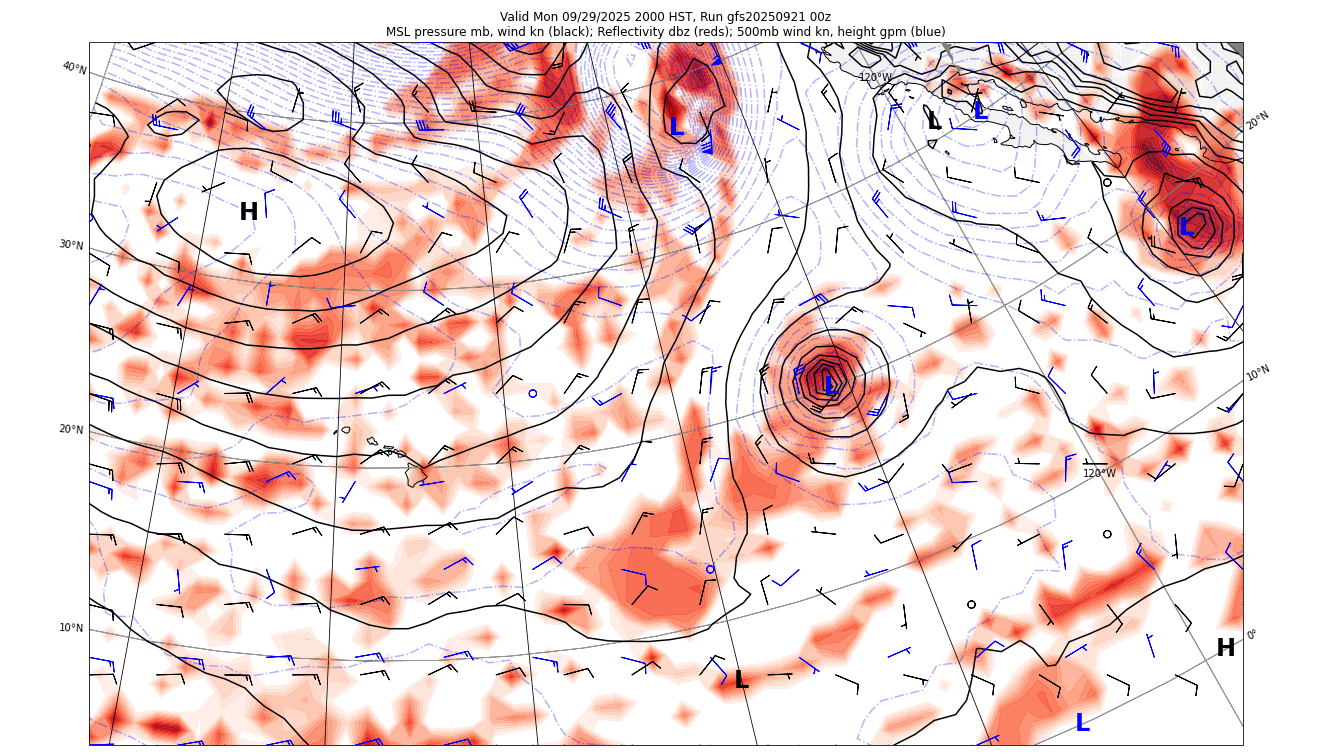 Valid Mon 09/29/2025 2000 HST, Run gfs20250921 00z
MSL pressure mb, wind kn (black); Reflectivity dbz (reds); 500mb wind kn, height gpm (blue)
40°N
120°W
20°N
L
L
L
30°N
H
L
L
10°N
20°N
120°W
10°N
0°
H
L
L